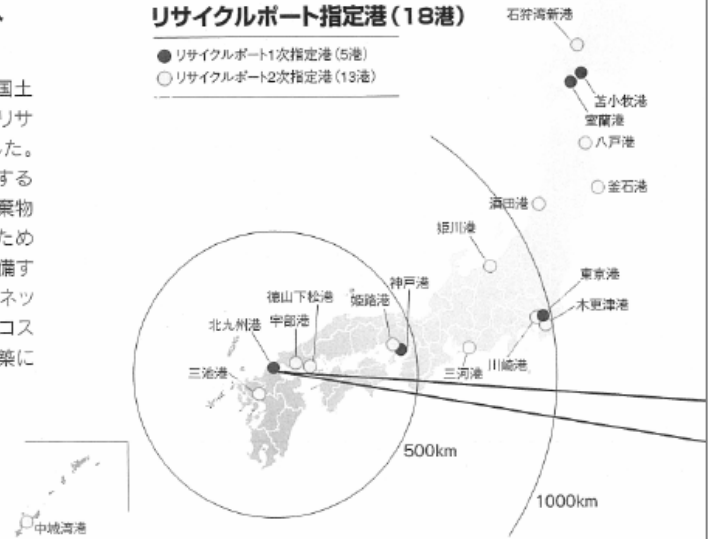 リサイクルポート指定港(18港)
●リサイクルポート1次指定港(5港)
○リサイクルポート2次指定港(13港)
国土
リサ
した。
する
棄物
ため
備す
ネッ
コス
築に
石狩湾新港
苫小牧港
室蘭港
八戸港
釜石港
酒田港
姫川港
東京港
木更津港
神戸港
徳山下松港
姫路港
宇部港
北九州港
三池港
三河港
川崎港
500km
1000km
中城湾港